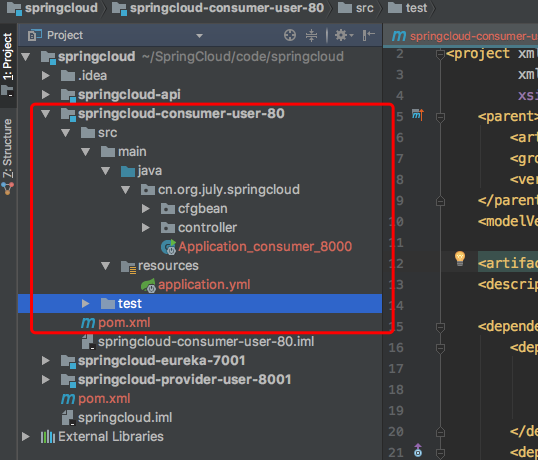 springcloud springcloud-consumer-user-80 src test
1: Project
Z: Structure
Project
springcloud ~/SpringCloud/code/springcloud
.idea
springcloud-api
springcloud-consumer-user-80
src
main
java
cn.org.july.springcloud
cfgbean
controller
Application_consumer_8000
resources
application.yml
test
pom.xml
springcloud-consumer-user-80.iml
springcloud-eureka-7001
springcloud-provider-user-8001
pom.xml
springcloud.iml
External Libraries
springcloud-consumer-u
2 <project xml
3 xml
4 xsi
5 <parent>
6 <art
7 <gro
8 <ver
9 </parent
10 <modelVe
11
12 <artifac
13 <descrip
14
15 <depende
16 <dep
17
18
19
20 </de
21 <dep